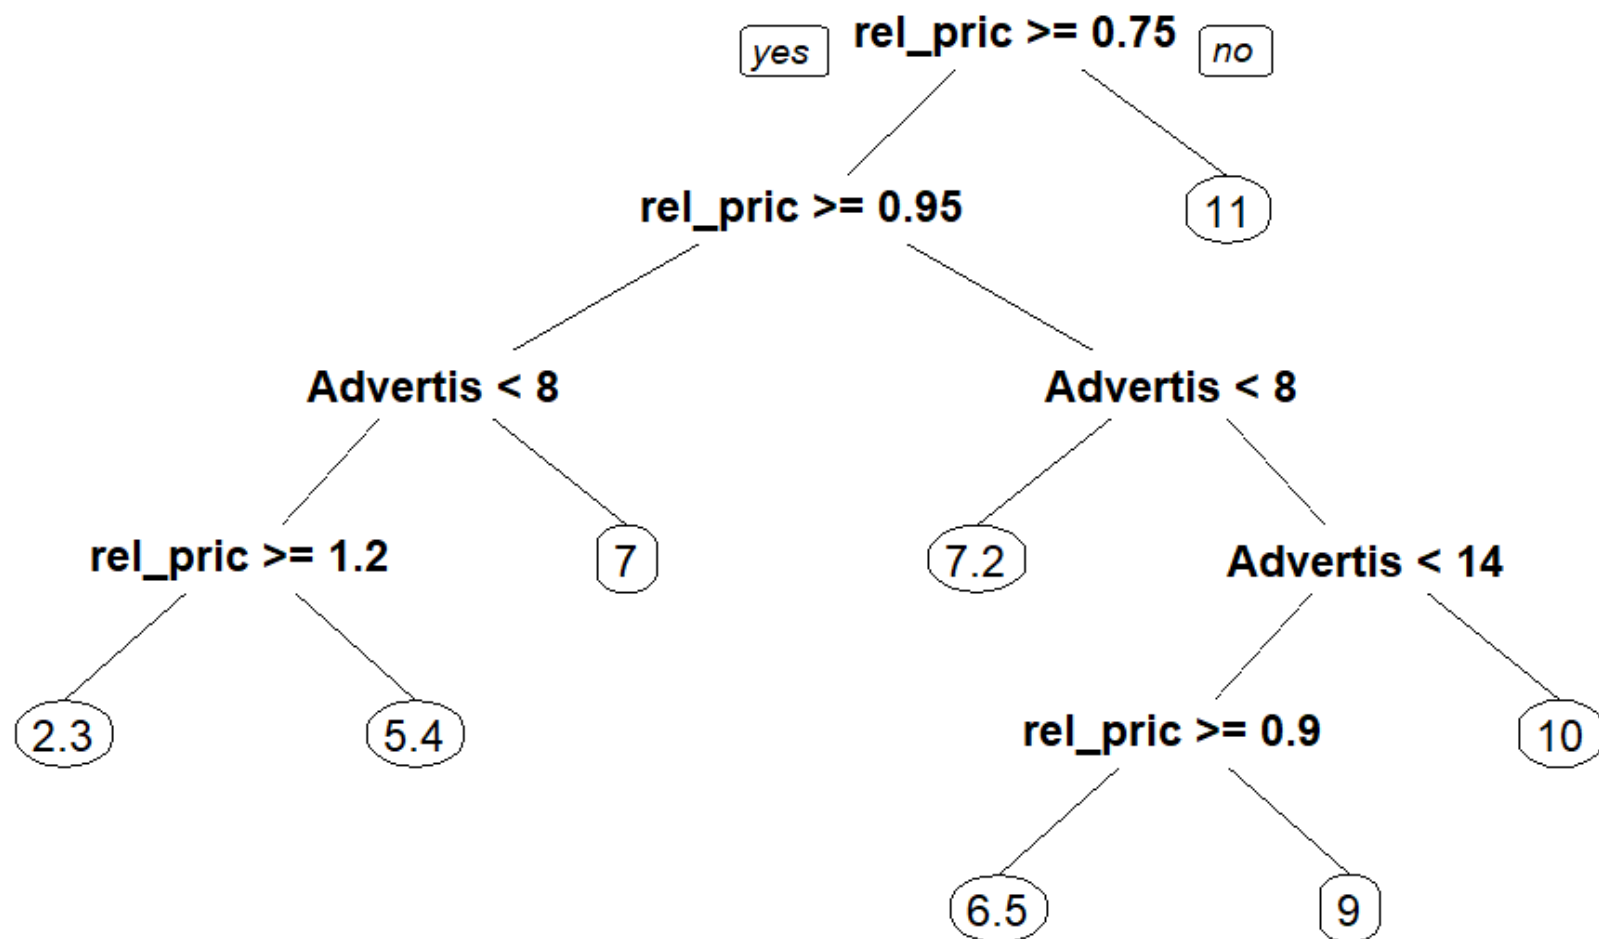 yes rel_pric >= 0.75 no
rel_pric >= 0.95
11
Advertis < 8
Advertis < 8
rel_pric >= 1.2
7
7.2
Advertis < 14
2.3
5.4
rel_pric >= 0.9
10
6.5
9